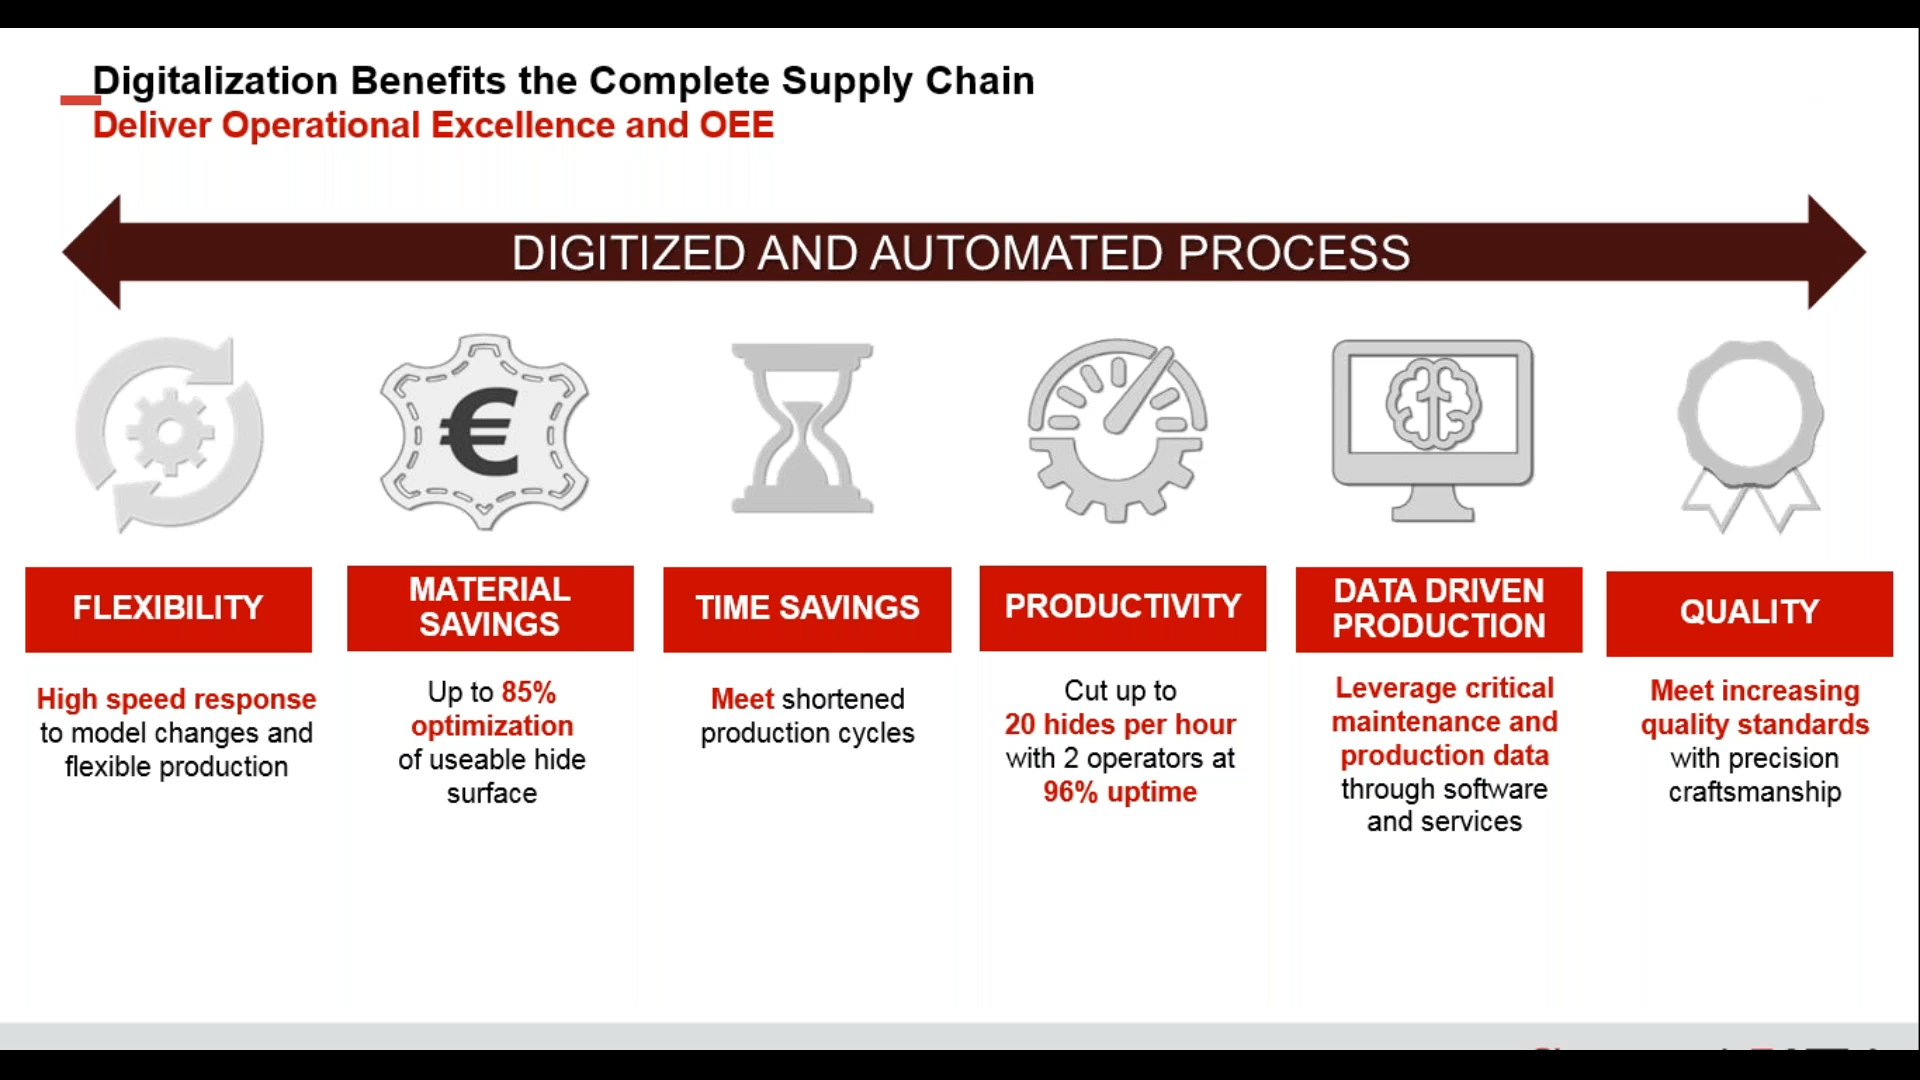 Digitalization Benefits the Complete Supply Chain
Deliver Operational Excellence and OEE
DIGITIZED AND AUTOMATED PROCESS
€
FLEXIBILITY
High speed response
to model changes and
flexible production
MATERIAL
SAVINGS
Up to 85%
optimization
of useable hide
surface
TIME SAVINGS
Meet shortened
production cycles
PRODUCTIVITY
Cut up to
20 hides per hour
with 2 operators at
96% uptime
DATA DRIVEN
PRODUCTION
Leverage critical
maintenance and
production data
through software
and services
QUALITY
Meet increasing
quality standards
with precision
craftsmanship